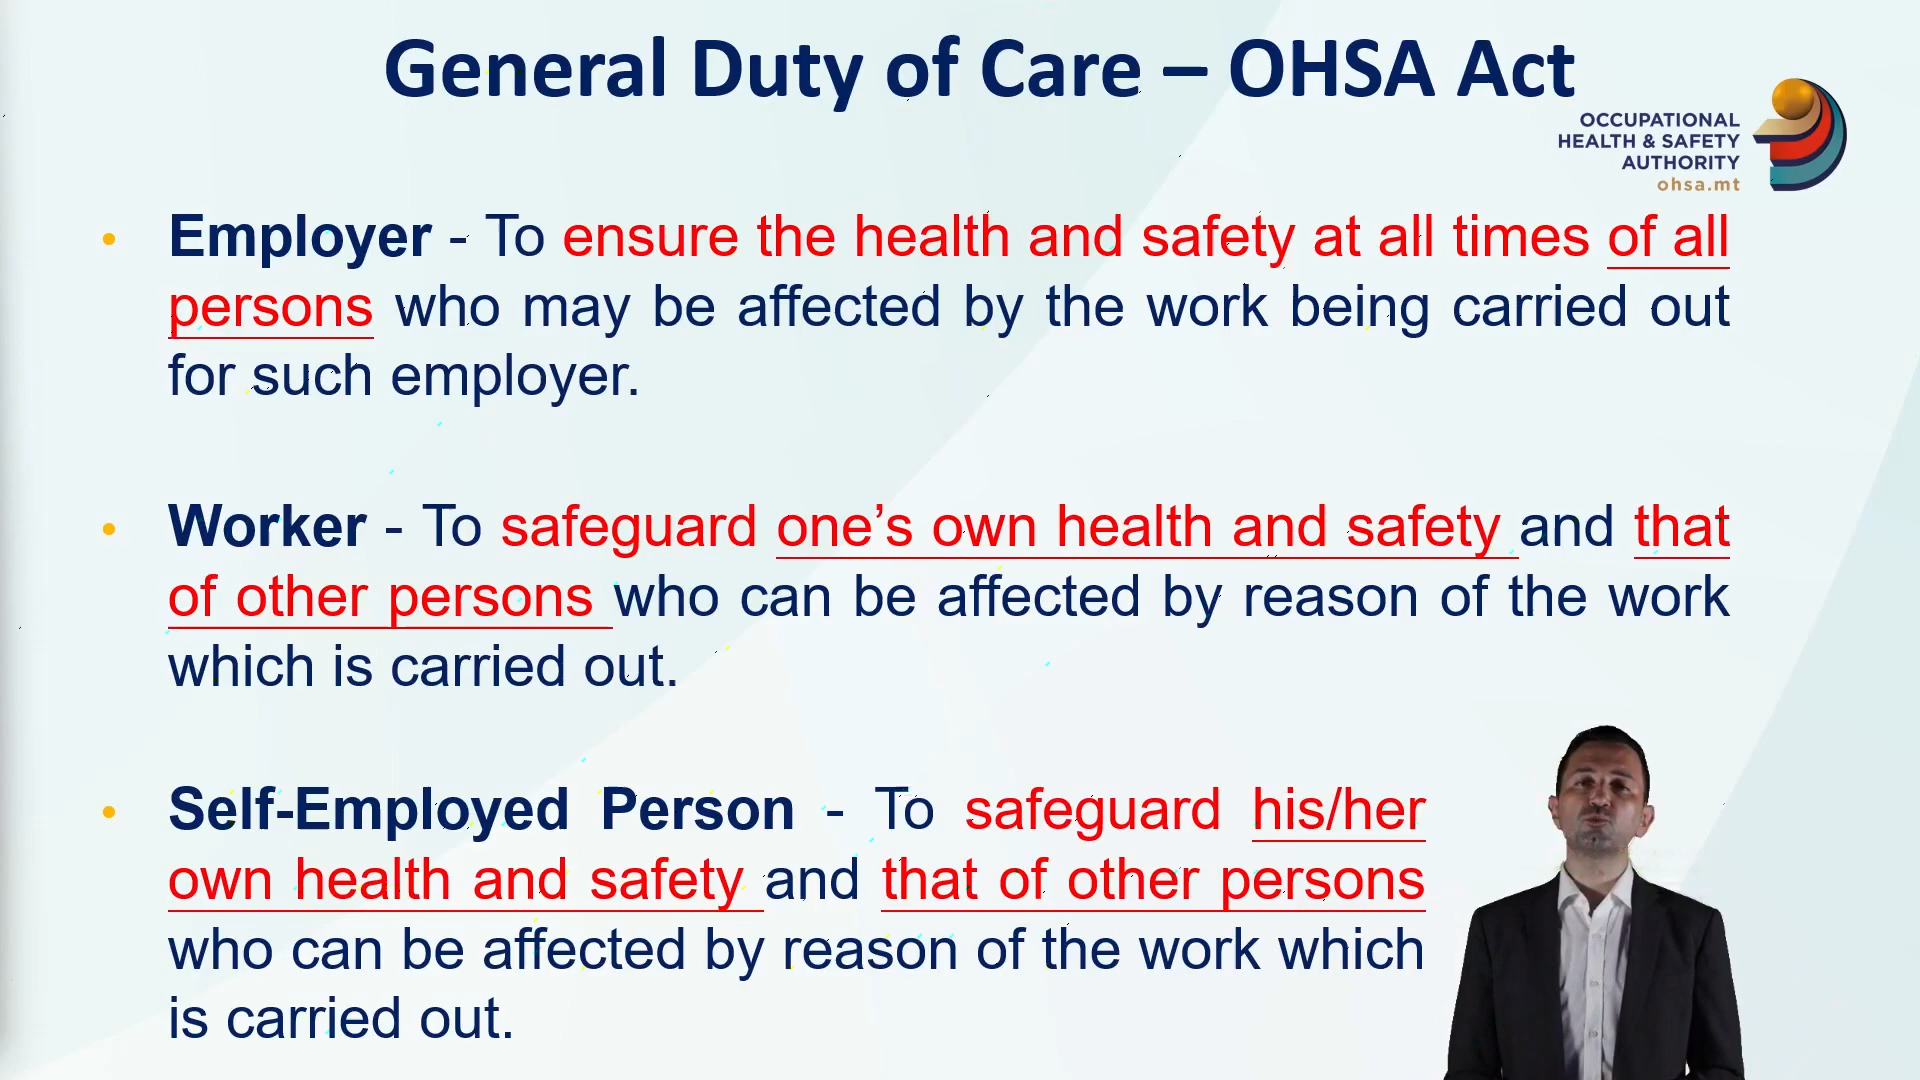 General Duty of Care – OHSA Act
OCCUPATIONAL
HEALTH & SAFETY
AUTHORITY
ohsa.mt
• Employer - To ensure the health and safety at all times of all
persons who may be affected by the work being carried out
for such employer.
• Worker - To safeguard one’s own health and safety and that
of other persons who can be affected by reason of the work
which is carried out.
• Self-Employed Person - To safeguard his/her
own health and safety and that of other persons
who can be affected by reason of the work which
is carried out.